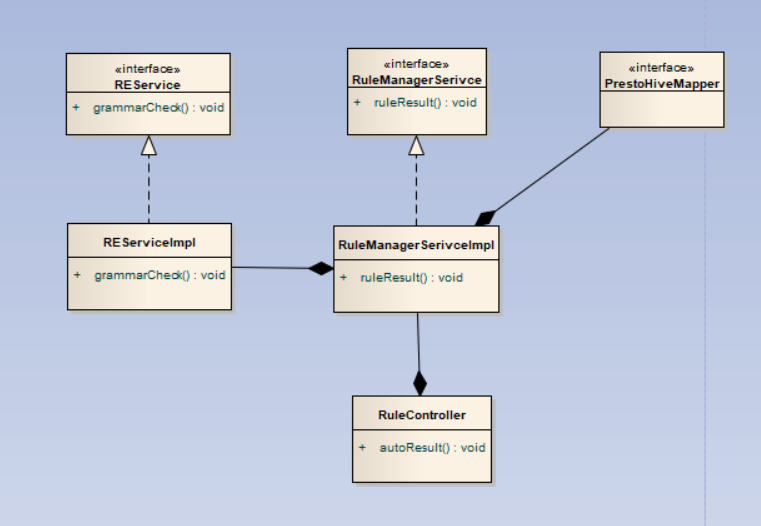 «interface»
REService
+ grammarCheck() : void
«interface»
RuleManagerSerivce
+ ruleResult() : void
«interface»
PrestoHiveMapper
REServiceImpl
+ grammarCheck() : void
RuleManagerSerivceImpl
+ ruleResult() : void
RuleController
+ autoResult() : void